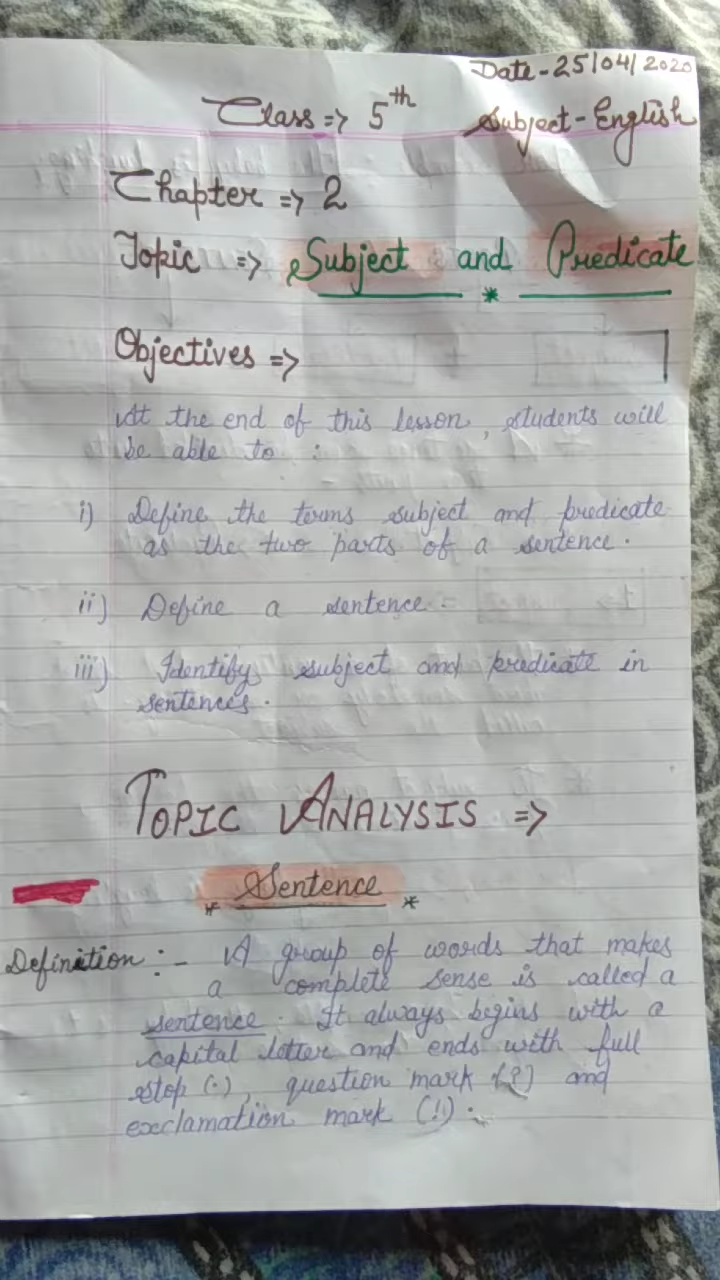 Date - 25/04/2020
Class => 5th Subject - English
Chapter => 2
Topic => Subject and Predicate
*
Objectives =>
At the end of this lesson, students will
be able to :
i) Define the terms subject and predicate
as the two parts of a sentence.
ii) Define a sentence.
iii) Identify subject and predicate in
sentences.
TOPIC ANALYSIS =>
* Sentence *
Definition :- A group of words that makes
a complete sense is called a
sentence. It always begins with a
capital letter and ends with full
stop (.), question mark (?) and
exclamation mark (!).